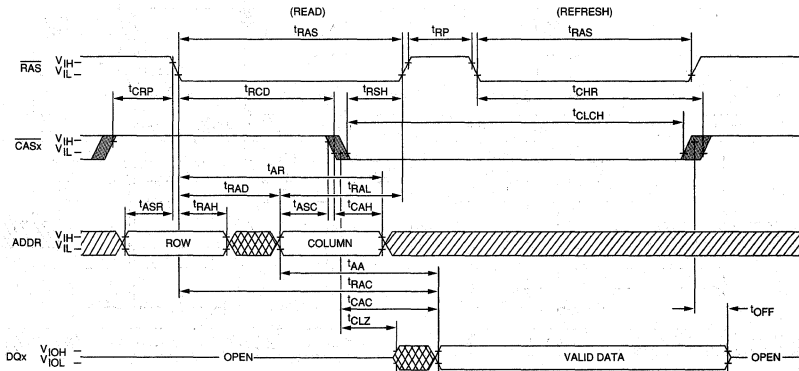 (READ) (REFRESH)
tRAS tRP tRAS
RAS VIH VIL
tCRP tRCD tRSH tCHR
tCLCH
CASx VIH VIL
tAR
tRAD tRAL
tASR tRAH tASC tCAH
ADDR VIH VIL ROW COLUMN
tAA
tRAC
tCAC
tCLZ tOFF
DQx VIOH VIOL OPEN VALID DATA OPEN